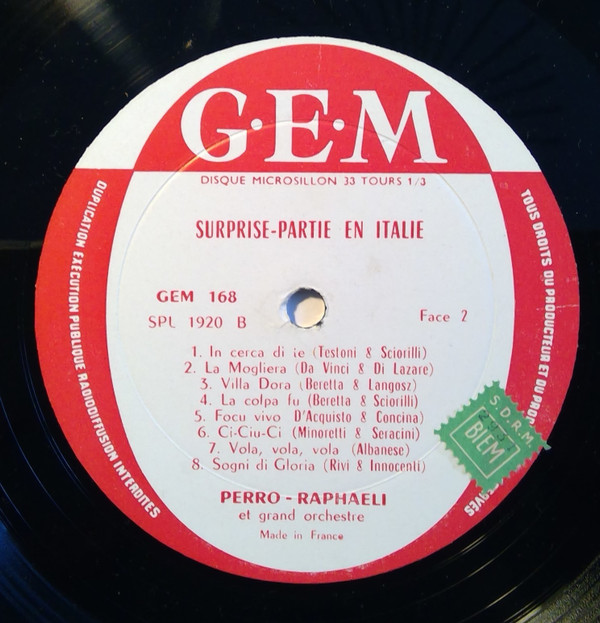 G·E·M
DISQUE MICROSILLON 33 TOURS 1/3
SURPRISE-PARTIE EN ITALIE
GEM 168
SPL 1920 B
Face 2
1. In cerca di ie (Testoni & Sciorilli)
2. La Mogliera (Da Vinci & Di Lazare)
3. Villa Dora (Beretta & Langosz)
4. La colpa fu (Beretta & Sciorilli)
5. Focu vivo D'Acquisto & Concina)
6. Ci-Ciu-Ci (Minoretti & Seracini)
7. Vola, vola, vola (Albanese)
8. Sogni di Gloria (Rivi & Innocenti)
PERRO - RAPHAELI
et grand orchestre
Made in France
DUPLICATION EXECUTION PUBLIQUE RADIODIFFUSION INTERDITES
TOUS DROITS DU PRODUCTEUR ET DU
S.D.R.M.
BIEM